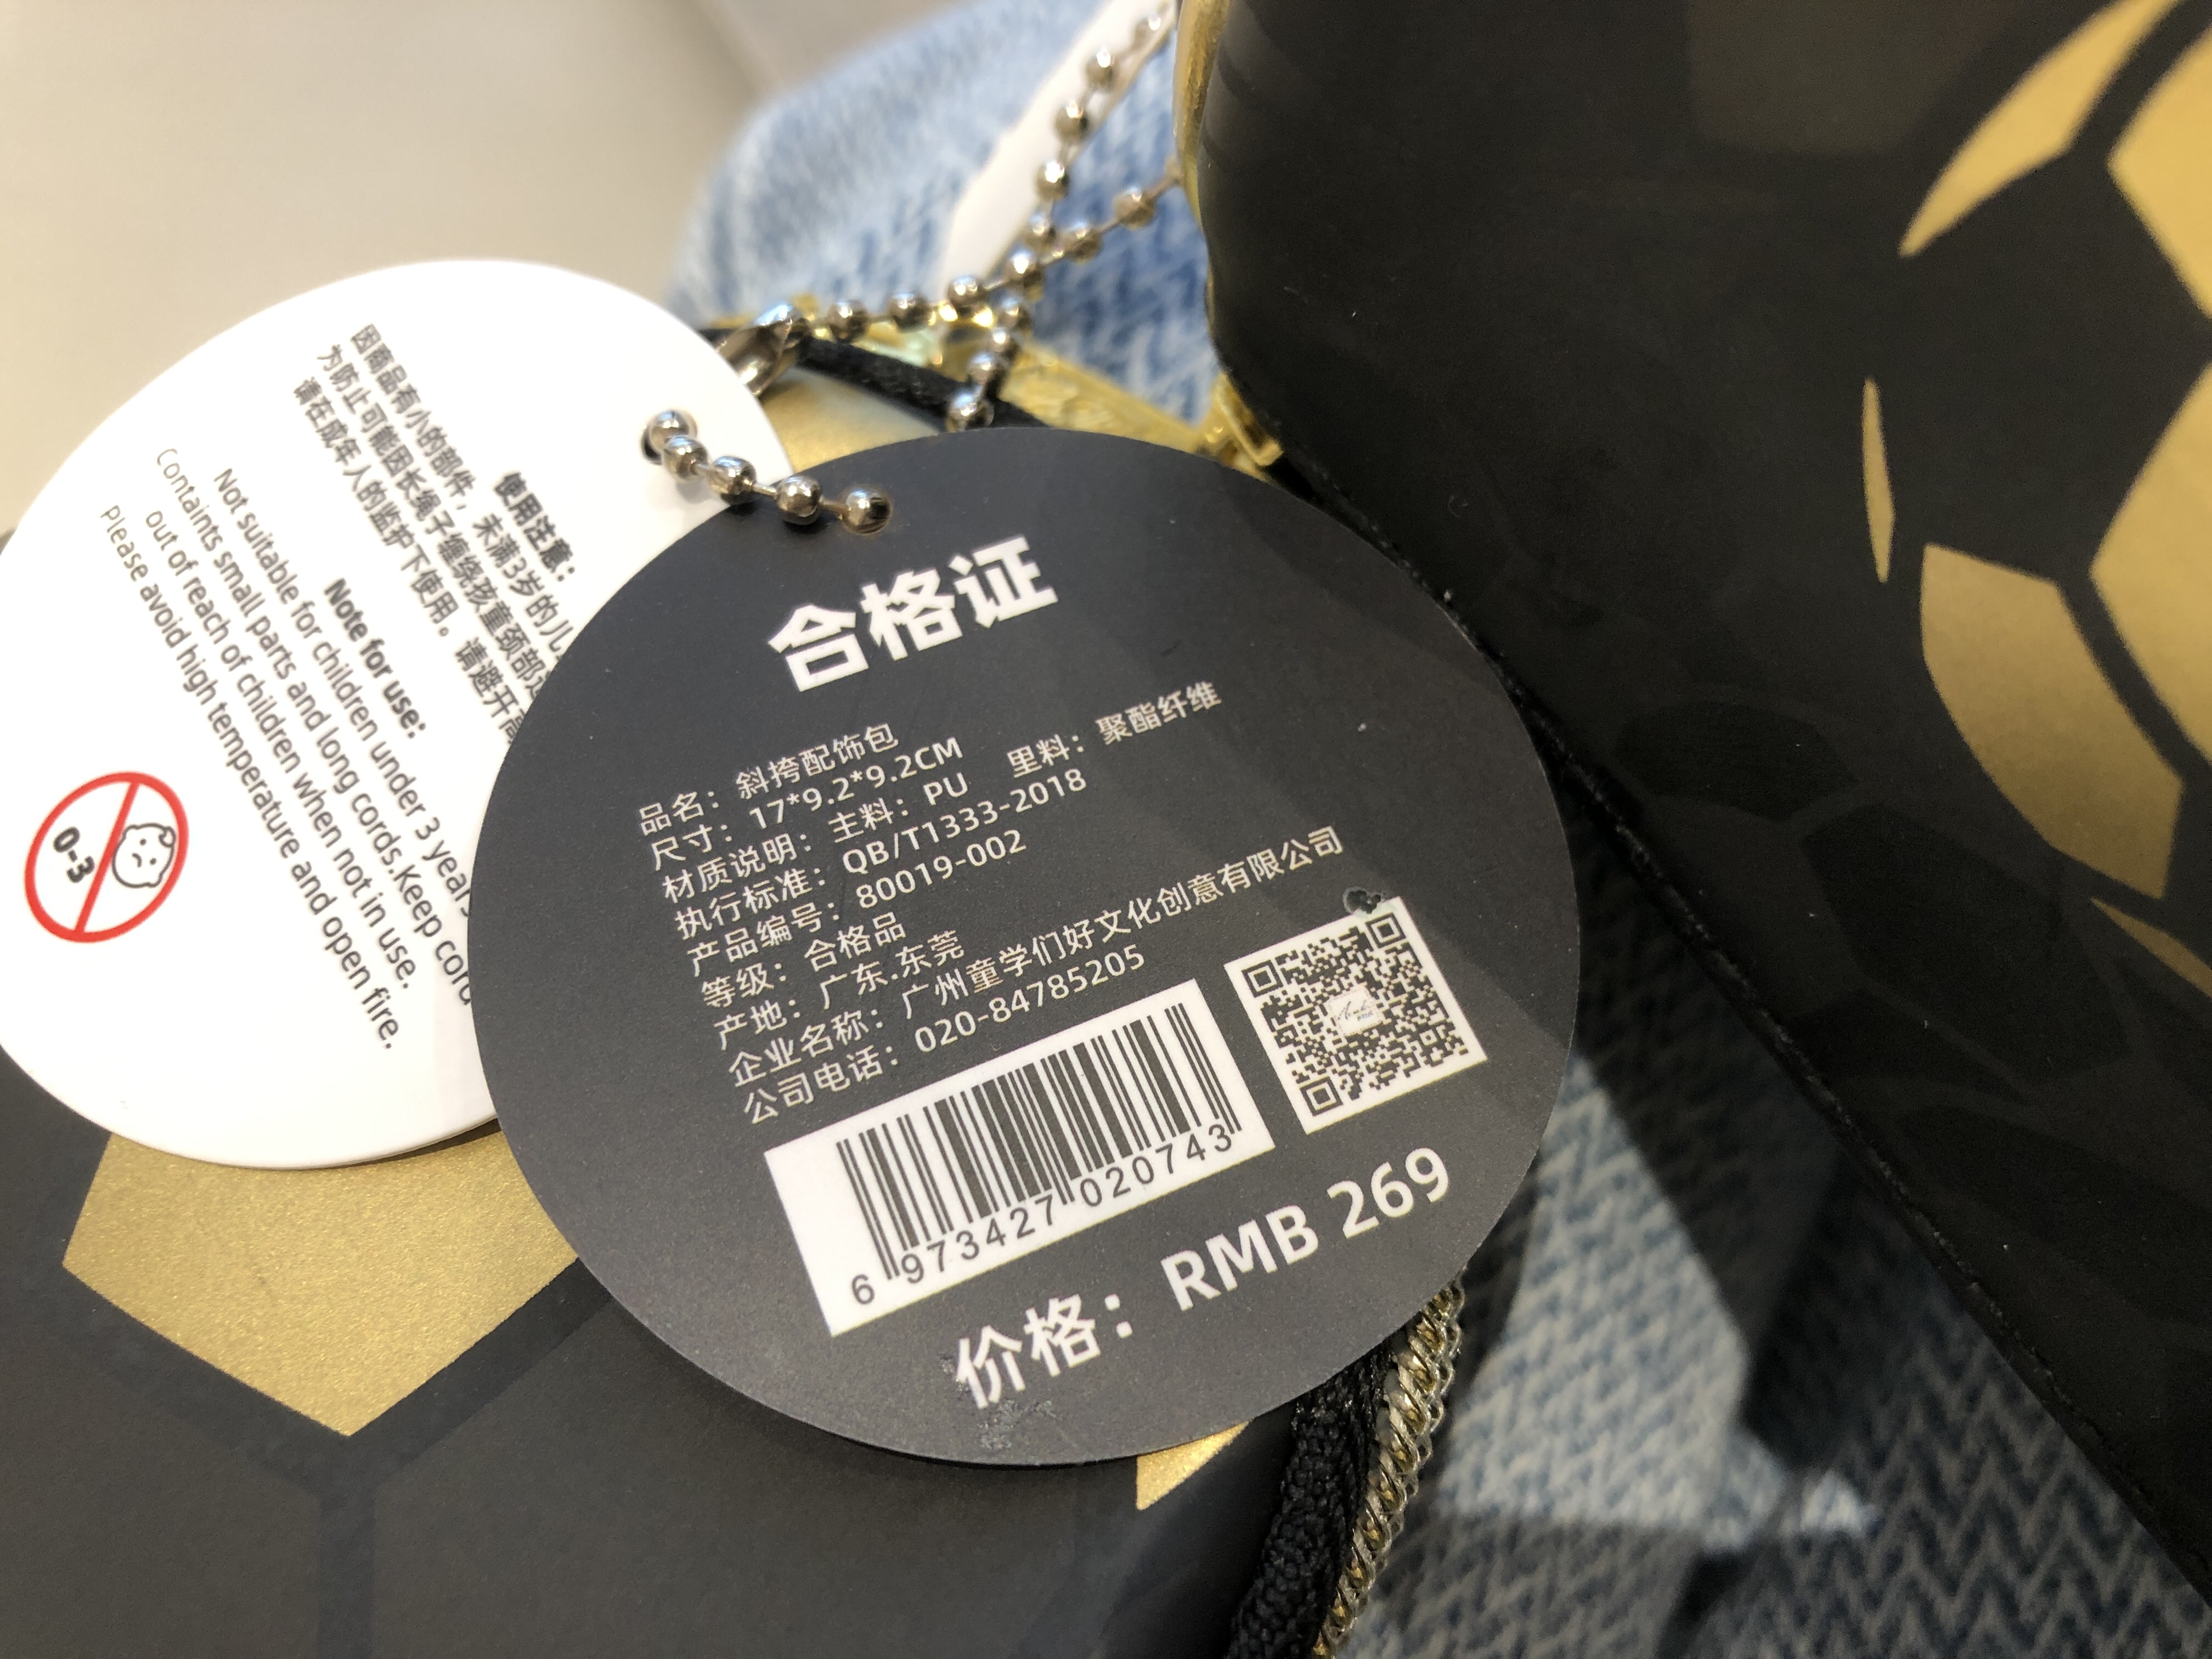 使用注意：
因商品有小的部件，未满3岁的儿
为防止可能因长绳子缠绕孩童颈部
请在成年人的监护下使用。请避开高
Note for use:
Not suitable for children under 3 years
Containts small parts and long cords.Keep cord
out of reach of children when not in use.
Please avoid high temperature and open fire.
0-3
合格证
品名：斜挎配饰包
尺寸：17*9.2*9.2CM
材质说明：主料：PU 里料：聚酯纤维
执行标准：QB/T1333-2018
产品编号：80019-002
等级：合格品
产地：广东.东莞
企业名称：广州童学们好文化创意有限公司
公司电话：020-84785205
6 973427 020743
价格：RMB 269